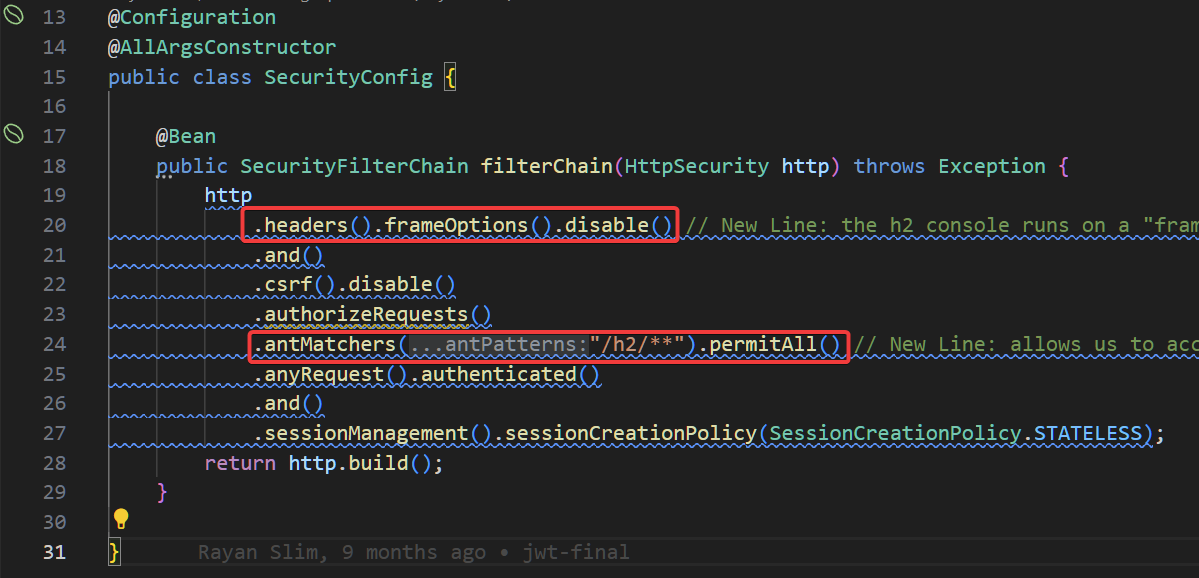 13 @Configuration
14 @AllArgsConstructor
15 public class SecurityConfig {
16
17 @Bean
18 public SecurityFilterChain filterChain(HttpSecurity http) throws Exception {
19 http
20 .headers().frameOptions().disable() // New Line: the h2 console runs on a "fram
21 .and()
22 .csrf().disable()
23 .authorizeRequests()
24 .antMatchers(...antPatterns:"/h2/**").permitAll() // New Line: allows us to acc
25 .anyRequest().authenticated()
26 .and()
27 .sessionManagement().sessionCreationPolicy(SessionCreationPolicy.STATELESS);
28 return http.build();
29 }
30
31 } Rayan Slim, 9 months ago • jwt-final